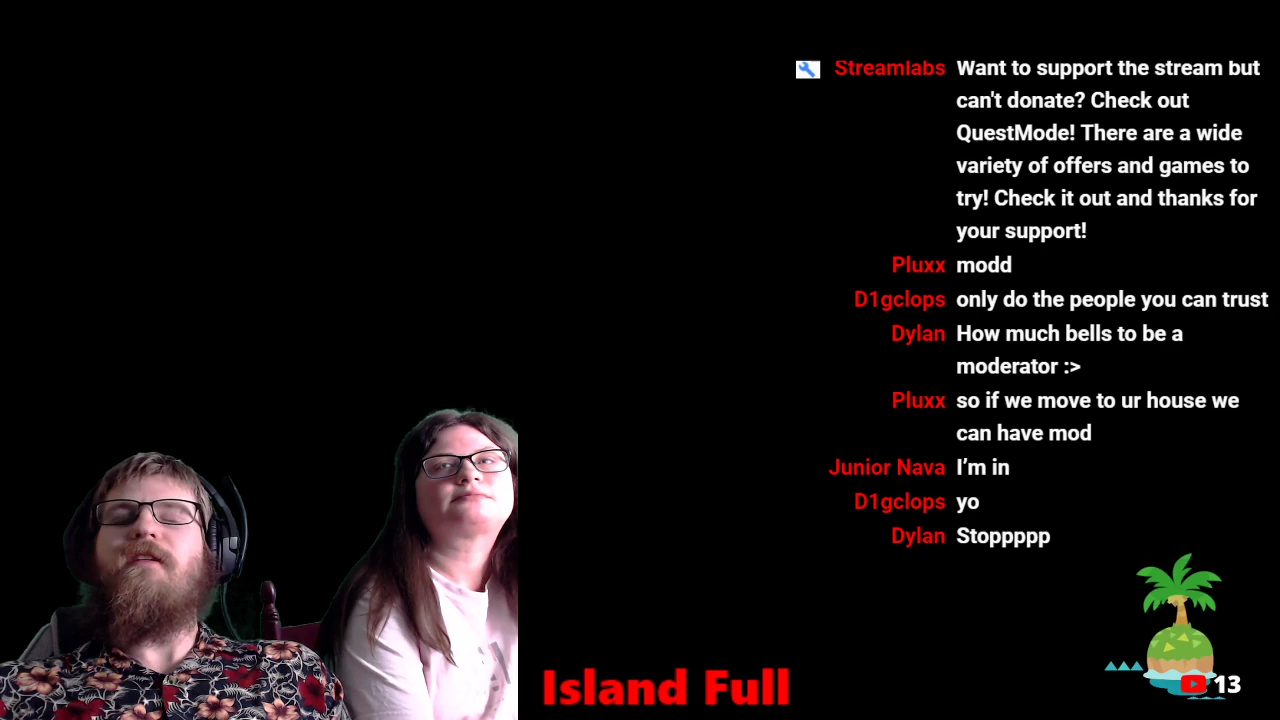 Streamlabs Want to support the stream but
can't donate? Check out
QuestMode! There are a wide
variety of offers and games to
try! Check it out and thanks for
your support!
Pluxx modd
D1gclops only do the people you can trust
Dylan How much bells to be a
moderator :>
Pluxx so if we move to ur house we
can have mod
Junior Nava I’m in
D1gclops yo
Dylan Stoppppp
Island Full
13